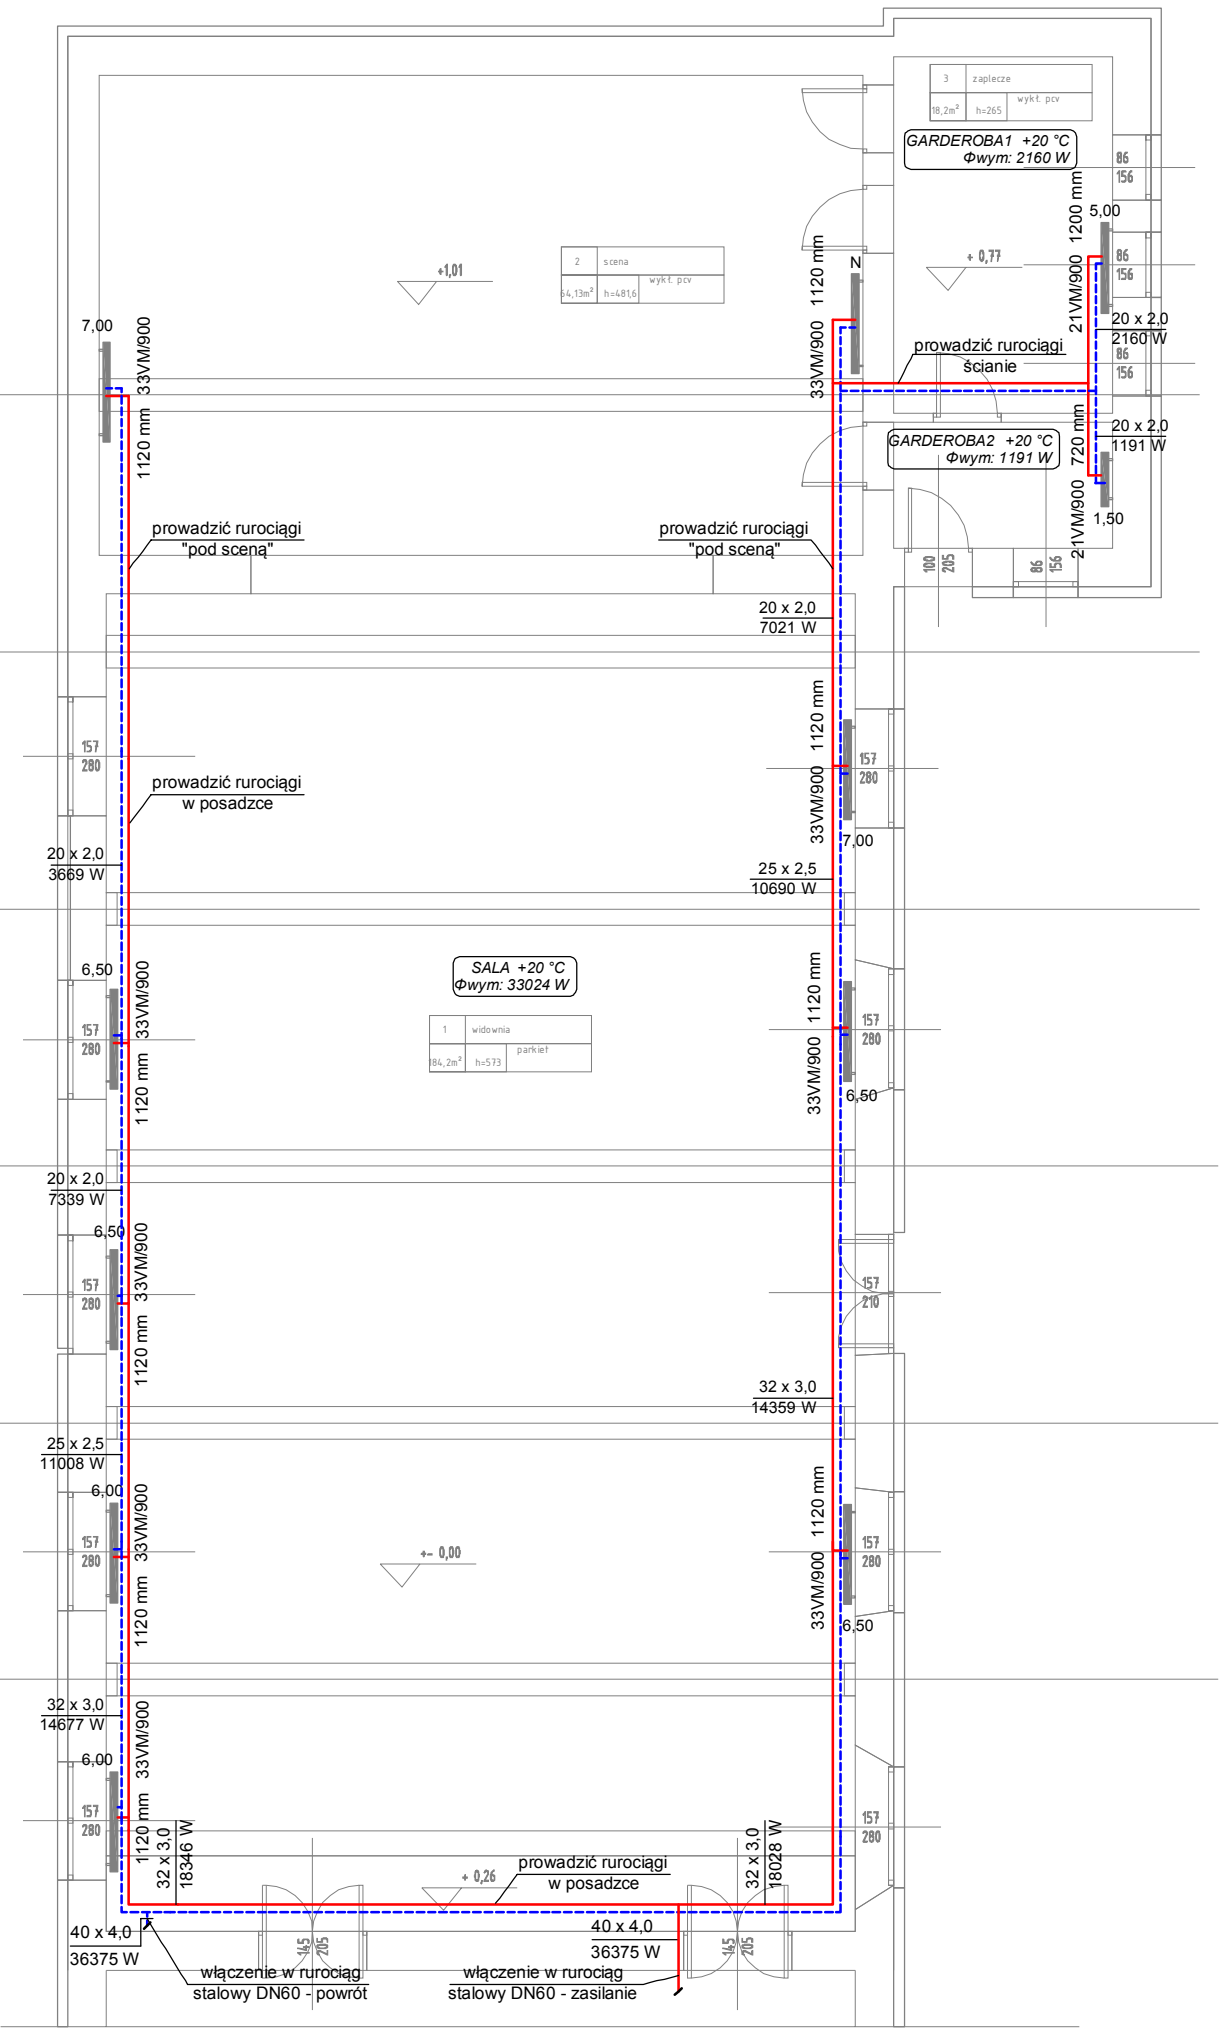 3 zaplecze
18,2m² h=265 wykł. pcv
GARDEROBA1 +20 °C
Φwym: 2160 W
86
156
1200 mm
21VM/900
5,00
86
156
+ 0,77
20 x 2,0
2160 W
86
156
2 scena
64,13m² h=481,6 wykł. pcv
+1,01
N
1120 mm
33VM/900
prowadzić rurociągi
ścianie
7,00
33VM/900
1120 mm
GARDEROBA2 +20 °C
Φwym: 1191 W
720 mm
21VM/900
20 x 2,0
1191 W
1,50
100
205
86
156
prowadzić rurociągi
"pod sceną"
prowadzić rurociągi
"pod sceną"
20 x 2,0
7021 W
157
280
1120 mm
33VM/900
157
280
7,00
prowadzić rurociągi
w posadzce
20 x 2,0
3669 W
25 x 2,5
10690 W
SALA +20 °C
Φwym: 33024 W
1 widownia
184,2m² h=573 parkiet
6,50
33VM/900
1120 mm
157
280
1120 mm
33VM/900
157
280
6,50
20 x 2,0
7339 W
6,50
33VM/900
1120 mm
157
280
157
210
32 x 3,0
14359 W
25 x 2,5
11008 W
6,00
33VM/900
1120 mm
157
280
+- 0,00
1120 mm
33VM/900
157
280
6,50
32 x 3,0
14677 W
6,00
33VM/900
1120 mm
157
280
32 x 3,0
18346 W
157
280
32 x 3,0
18028 W
prowadzić rurociągi
w posadzce
+ 0,26
40 x 4,0
36375 W
145
205
40 x 4,0
36375 W
145
205
włączenie w rurociąg
stalowy DN60 - powrót
włączenie w rurociąg
stalowy DN60 - zasilanie